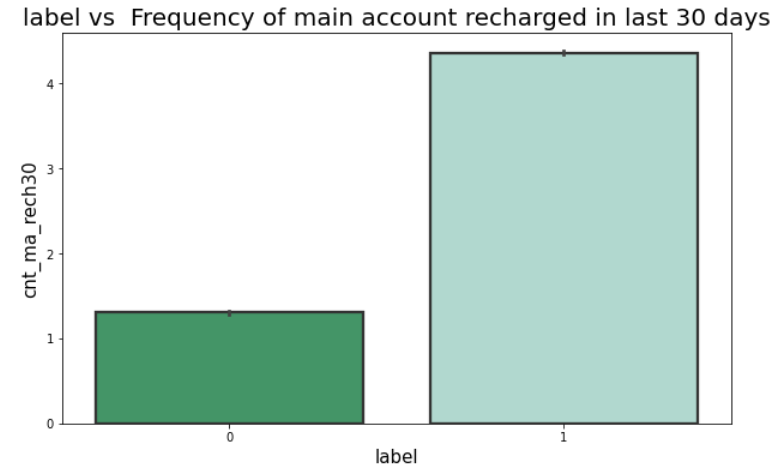 label vs  Frequency of main account recharged in last 30 days
cnt_ma_rech30
4
3
2
1
0
0 1
label